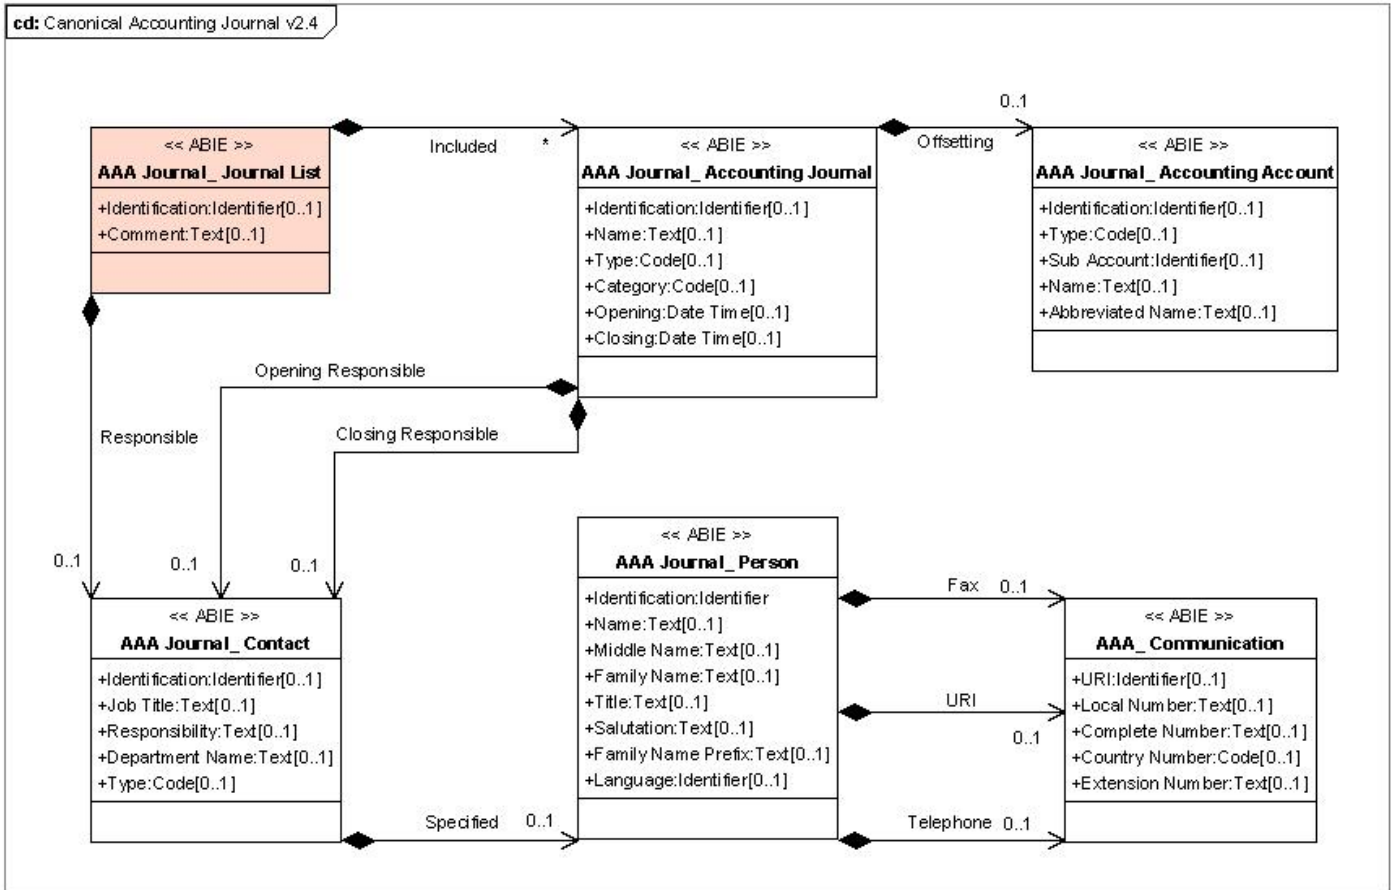 cd: Canonical Accounting Journal v2.4
<< ABIE >>
AAA Journal_ Journal List
+Identification:Identifier[0..1]
+Comment:Text[0..1]
Included
*
<< ABIE >>
AAA Journal_ Accounting Journal
+Identification:Identifier[0..1]
+Name:Text[0..1]
+Type:Code[0..1]
+Category:Code[0..1]
+Opening:Date Time[0..1]
+Closing:Date Time[0..1]
0..1
Offsetting
<< ABIE >>
AAA Journal_ Accounting Account
+Identification:Identifier[0..1]
+Type:Code[0..1]
+Sub Account:Identifier[0..1]
+Name:Text[0..1]
+Abbreviated Name:Text[0..1]
Opening Responsible
Responsible
Closing Responsible
0..1
0..1
0..1
<< ABIE >>
AAA Journal_ Contact
+Identification:Identifier[0..1]
+Job Title:Text[0..1]
+Responsibility:Text[0..1]
+Department Name:Text[0..1]
+Type:Code[0..1]
Specified
0..1
<< ABIE >>
AAA Journal_ Person
+Identification:Identifier
+Name:Text[0..1]
+Middle Name:Text[0..1]
+Family Name:Text[0..1]
+Title:Text[0..1]
+Salutation:Text[0..1]
+Family Name Prefix:Text[0..1]
+Language:Identifier[0..1]
Fax 0..1
URI
0..1
Telephone 0..1
<< ABIE >>
AAA_ Communication
+URI:Identifier[0..1]
+Local Number:Text[0..1]
+Complete Number:Text[0..1]
+Country Number:Code[0..1]
+Extension Number:Text[0..1]